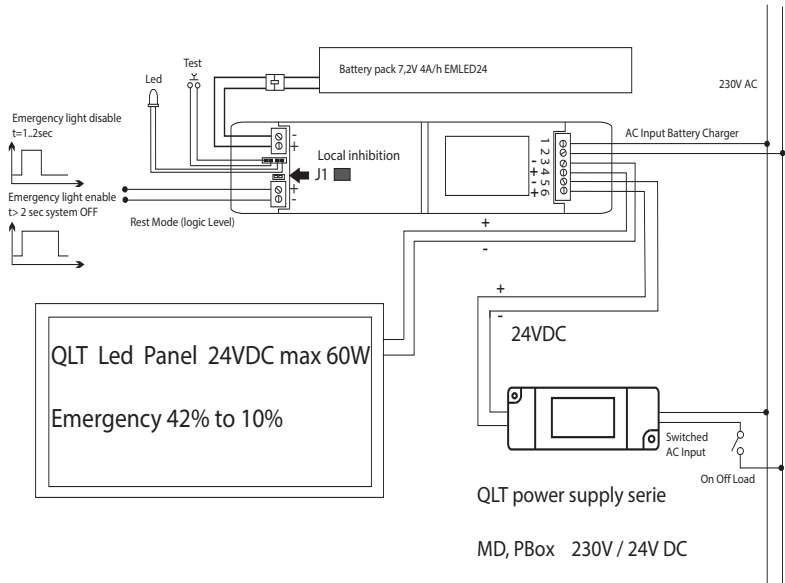 Battery pack 7,2V 4A/h EMLED24
230V AC
Test
Led
Emergency light disable
t=1..2sec
Emergency light enable
t> 2 sec system OFF
-
+
Local inhibition
J1
+
-
Rest Mode (logic Level)
1
2
3 -
4 +
5 -
6 +
AC Input Battery Charger
+
-
+
-
24VDC
QLT Led Panel 24VDC max 60W
Emergency 42% to 10%
Switched
AC Input
On Off Load
QLT power supply serie
MD, PBox 230V / 24V DC